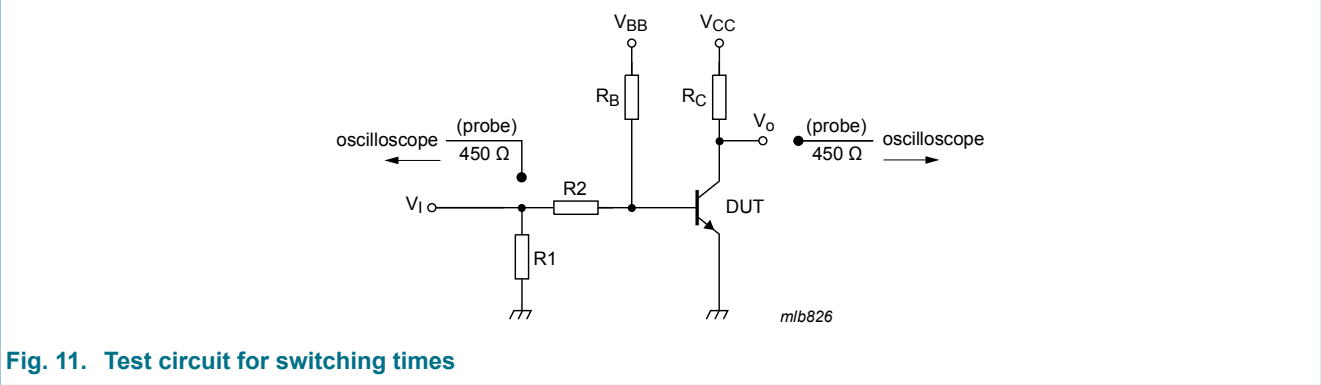 VBB
VCC
RB
RC
Vo
(probe)
450 Ω
oscilloscope
(probe)
450 Ω
oscilloscope
R2
VI
DUT
R1
mlb826
Fig. 11. Test circuit for switching times